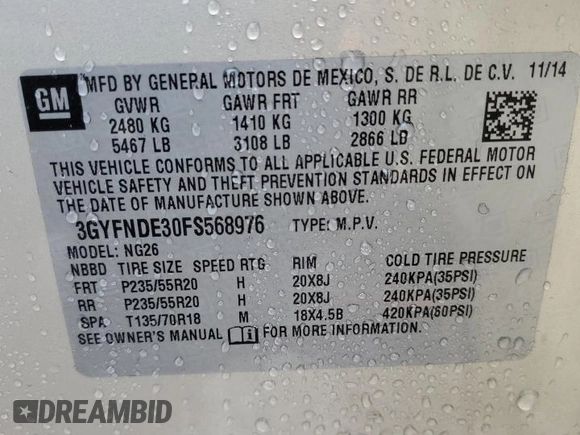 GM
MFD BY GENERAL MOTORS DE MEXICO, S. DE R.L. DE C.V. 11/14
GVWR GAWR FRT GAWR RR
2480 KG 1410 KG 1300 KG
5467 LB 3108 LB 2866 LB
THIS VEHICLE CONFORMS TO ALL APPLICABLE U.S. FEDERAL MOTOR
VEHICLE SAFETY AND THEFT PREVENTION STANDARDS IN EFFECT ON
THE DATE OF MANUFACTURE SHOWN ABOVE.
3GYFNDE30FS568976 TYPE: M.P.V.
MODEL: NG26
NBBD TIRE SIZE SPEED RTG RIM COLD TIRE PRESSURE
FRT P235/55R20 H 20X8J 240KPA(35PSI)
RR P235/55R20 H 20X8J 240KPA(35PSI)
SPA T135/70R18 M 18X4.5B 420KPA(60PSI)
SEE OWNER'S MANUAL FOR MORE INFORMATION.
DREAMBID